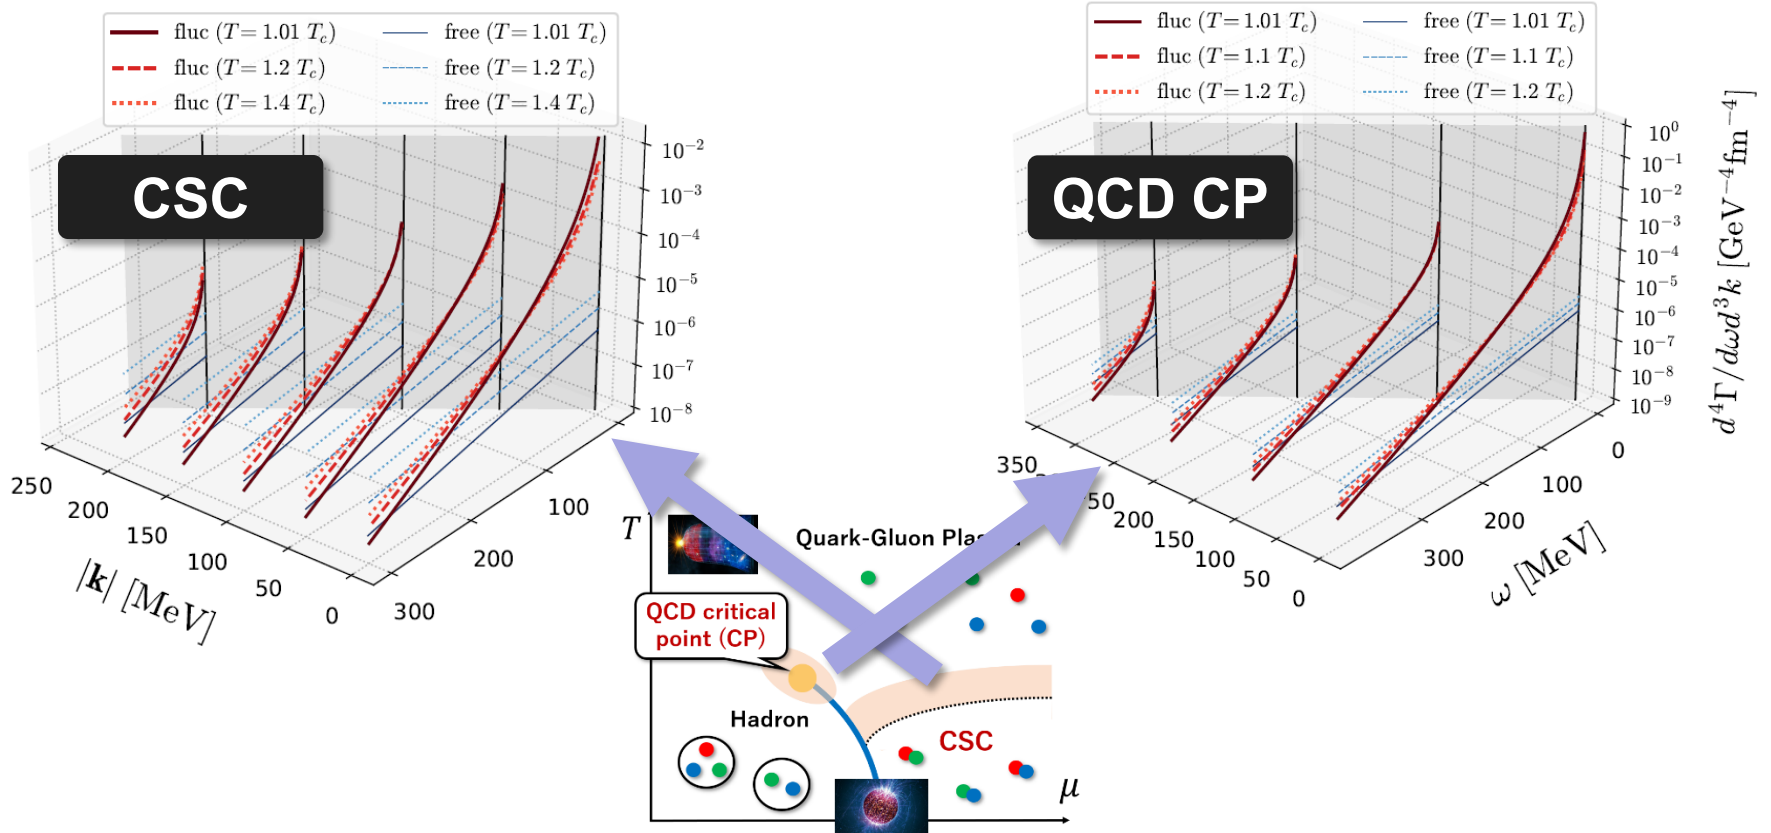 fluc (T = 1.01 T_c)
fluc (T = 1.2 T_c)
fluc (T = 1.4 T_c)
free (T = 1.01 T_c)
free (T = 1.2 T_c)
free (T = 1.4 T_c)
CSC
10^{-2}
10^{-3}
10^{-4}
10^{-5}
10^{-6}
10^{-7}
10^{-8}
250
200
150
100
50
0
|k| [MeV]
100
200
300
fluc (T = 1.01 T_c)
fluc (T = 1.1 T_c)
fluc (T = 1.2 T_c)
free (T = 1.01 T_c)
free (T = 1.1 T_c)
free (T = 1.2 T_c)
QCD CP
10^0
10^{-1}
10^{-2}
10^{-3}
10^{-4}
10^{-5}
10^{-6}
10^{-7}
10^{-8}
10^{-9}
d^4Γ/dωd^3k [GeV^{-4}fm^{-4}]
350
50
200
150
100
50
0
0
100
200
300
ω [MeV]
T
Quark-Gluon
QCD critical
point (CP)
Hadron
CSC
μ